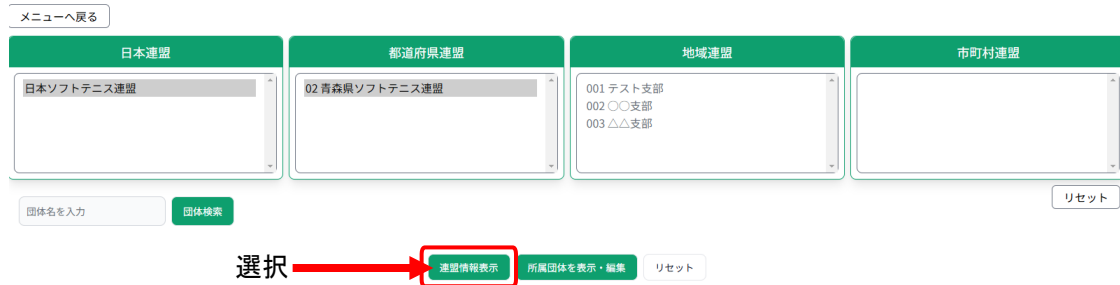 メニューへ戻る
日本連盟
都道府県連盟
地域連盟
市町村連盟
日本ソフトテニス連盟
02 青森県ソフトテニス連盟
001 テスト支部
002 〇〇支部
003 △△支部
リセット
団体名を入力
団体検索
選択
連盟情報表示
所属団体を表示・編集
リセット